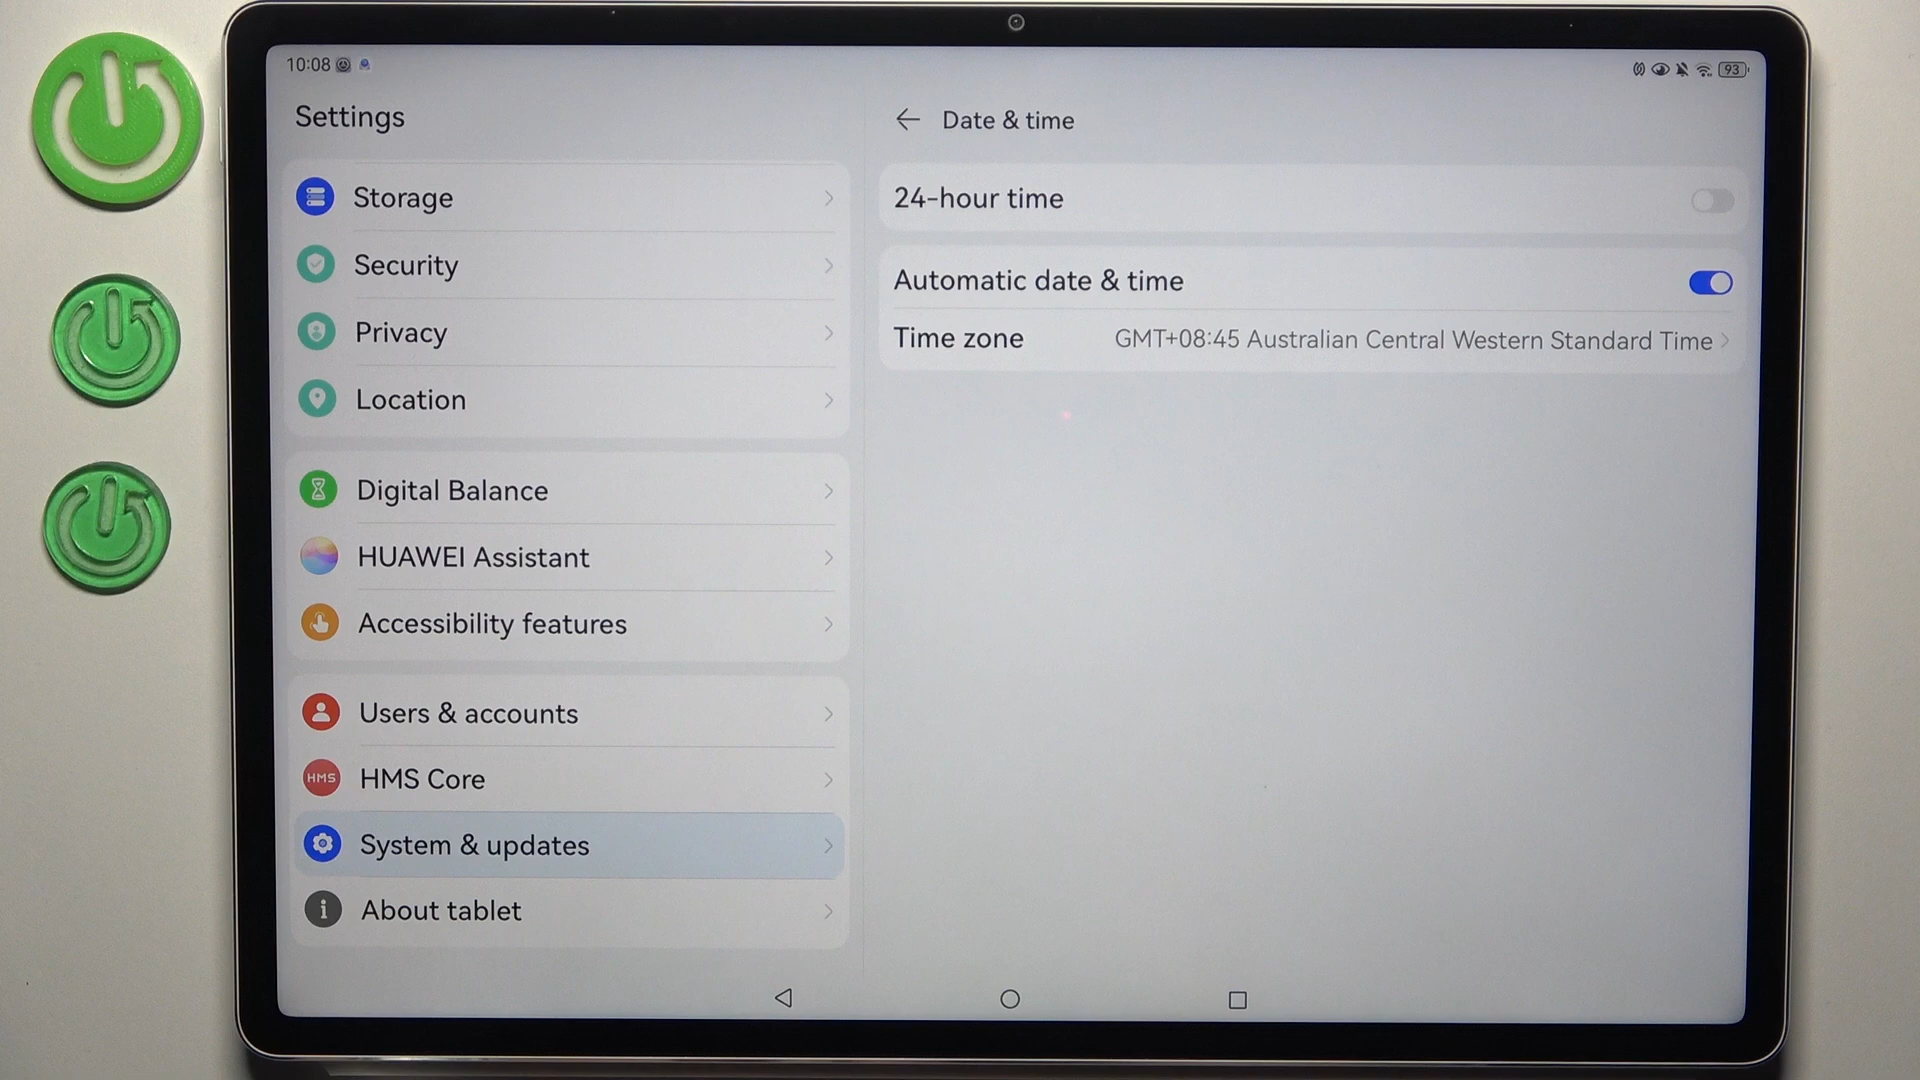 10:08
93
Settings
Storage
Security
Privacy
Location
Digital Balance
HUAWEI Assistant
Accessibility features
Users & accounts
HMS HMS Core
System & updates
About tablet
Date & time
24-hour time
Automatic date & time
Time zone GMT+08:45 Australian Central Western Standard Time